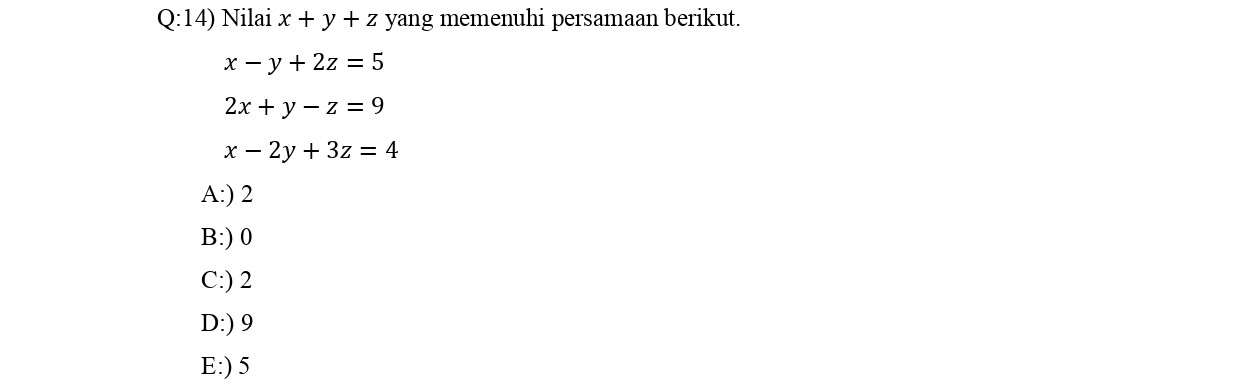 Q:14) Nilai x + y + z yang memenuhi persamaan berikut.
x − y + 2z = 5
2x + y − z = 9
x − 2y + 3z = 4
A:) 2
B:) 0
C:) 2
D:) 9
E:) 5